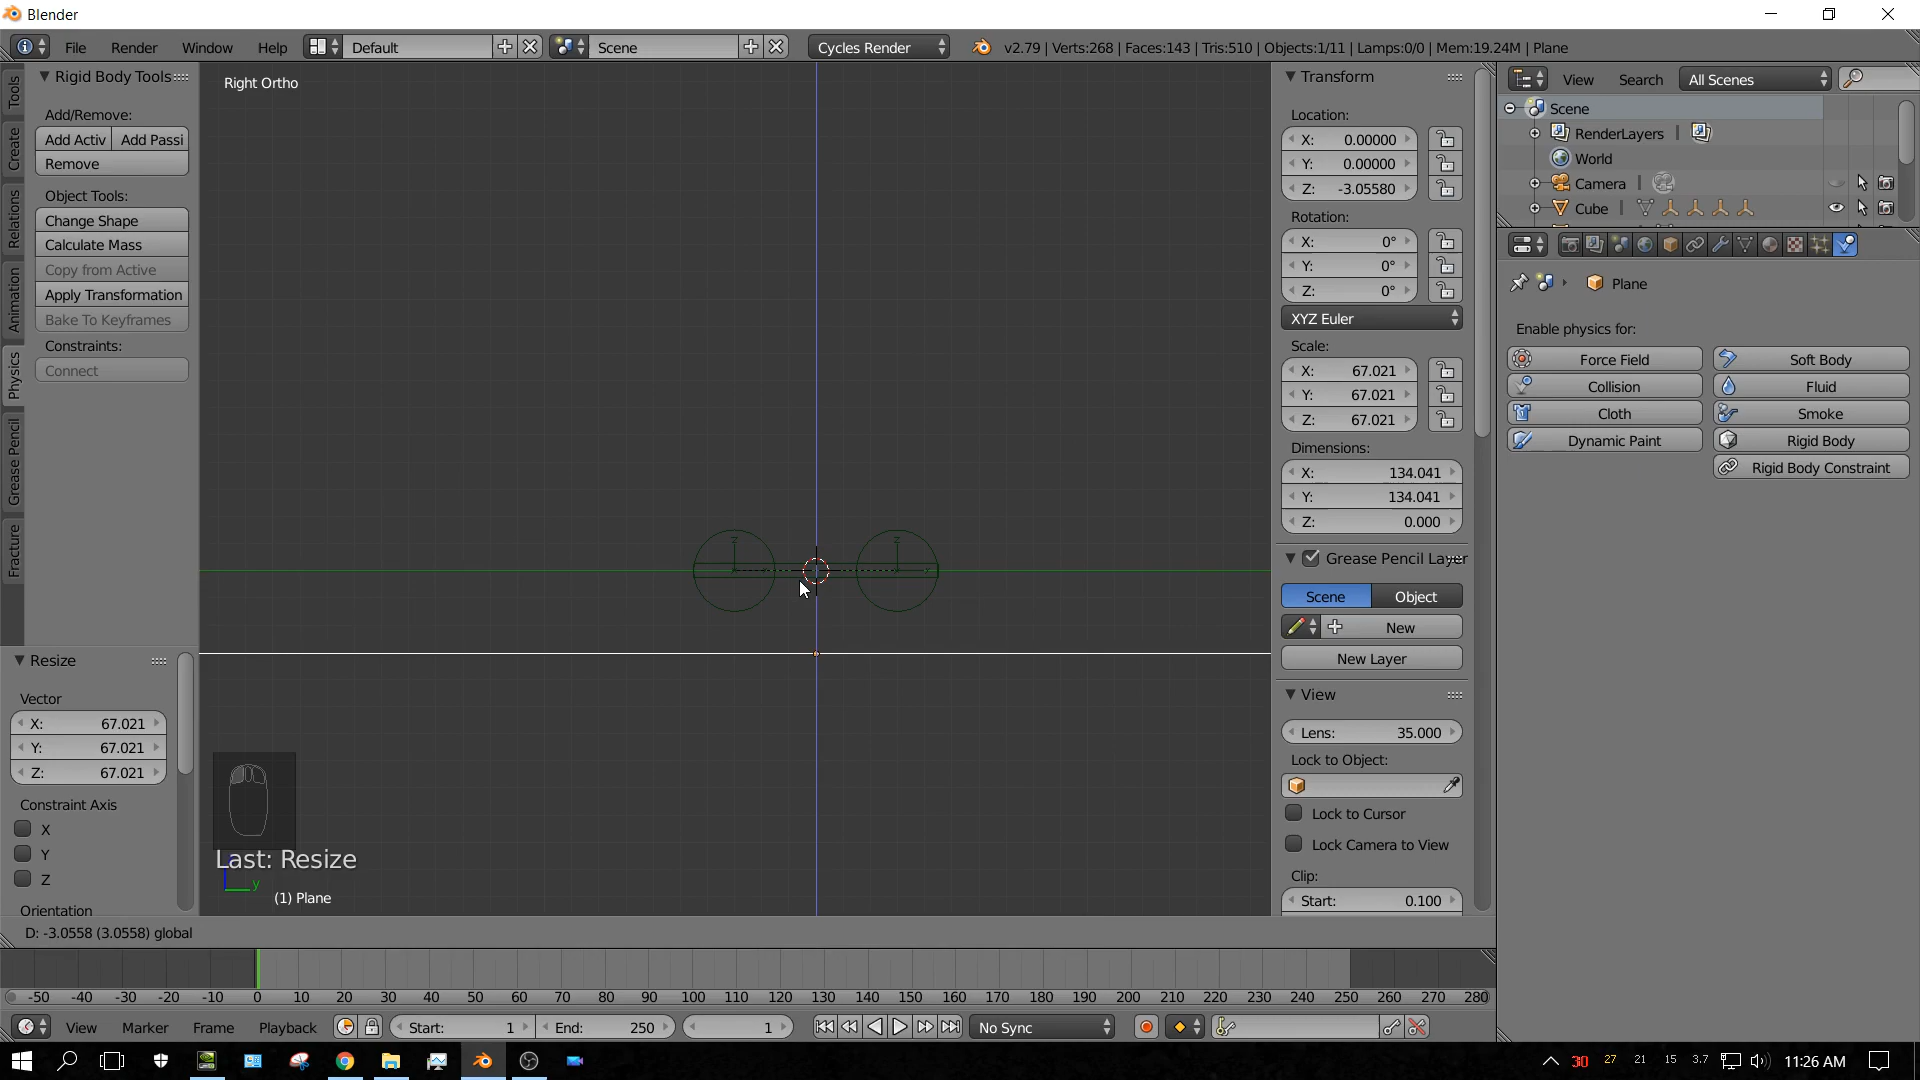 Blender
File Render Window Help Default Scene Cycles Render v2.79 | Verts:268 | Faces:143 | Tris:510 | Objects:1/11 | Lamps:0/0 | Mem:19.24M | Plane
Tools
Create
Relations
Animation
Physics
Grease Pencil
Fracture
Rigid Body Tools
Add/Remove:
Add Activ Add Passi
Remove
Object Tools:
Change Shape
Calculate Mass
Copy from Active
Apply Transformation
Bake To Keyframes
Constraints:
Connect
Resize
Vector
X: 67.021
Y: 67.021
Z: 67.021
Constraint Axis
X
Y
Z
Orientation
Right Ortho
Z Z
Last: Resize
y
(1) Plane
Transform
Location:
X: 0.00000
Y: 0.00000
Z: -3.05580
Rotation:
X: 0°
Y: 0°
Z: 0°
XYZ Euler
Scale:
X: 67.021
Y: 67.021
Z: 67.021
Dimensions:
X: 134.041
Y: 134.041
Z: 0.000
Grease Pencil Layer
Scene Object
New
New Layer
View
Lens: 35.000
Lock to Object:
Lock to Cursor
Lock Camera to View
Clip:
Start: 0.100
View Search All Scenes
Scene
RenderLayers
World
Camera
Cube
Plane
Enable physics for:
Force Field Soft Body
Collision Fluid
Cloth Smoke
Dynamic Paint Rigid Body
Rigid Body Constraint
D: -3.0558 (3.0558) global
-50 -40 -30 -20 -10 0 10 20 30 40 50 60 70 80 90 100 110 120 130 140 150 160 170 180 190 200 210 220 230 240 250 260 270 280
View Marker Frame Playback Start: 1 End: 250 1 No Sync
30 27 21 15 3.7 11:26 AM